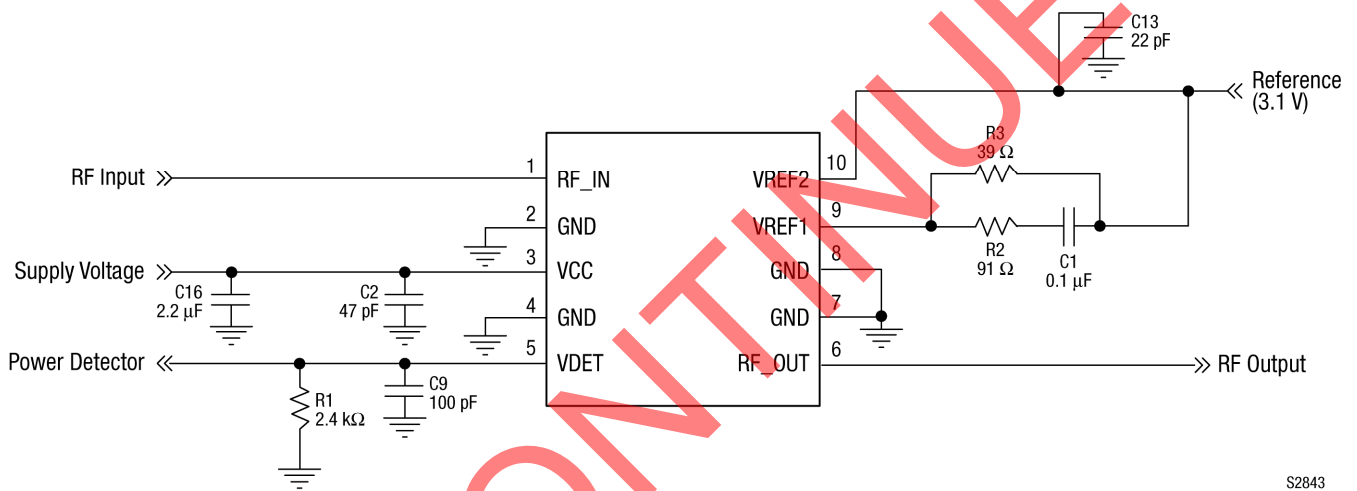 C13
22 pF
Reference
(3.1 V)
R3
39 Ω
RF Input
1
RF_IN
VREF2
10
2
GND
VREF1
9
R2
91 Ω
C1
0.1 µF
Supply Voltage
3
VCC
GND
8
C16
2.2 µF
C2
47 pF
4
GND
GND
7
Power Detector
5
VDET
RF_OUT
6
RF Output
R1
2.4 kΩ
C9
100 pF
S2843
ONTINUE